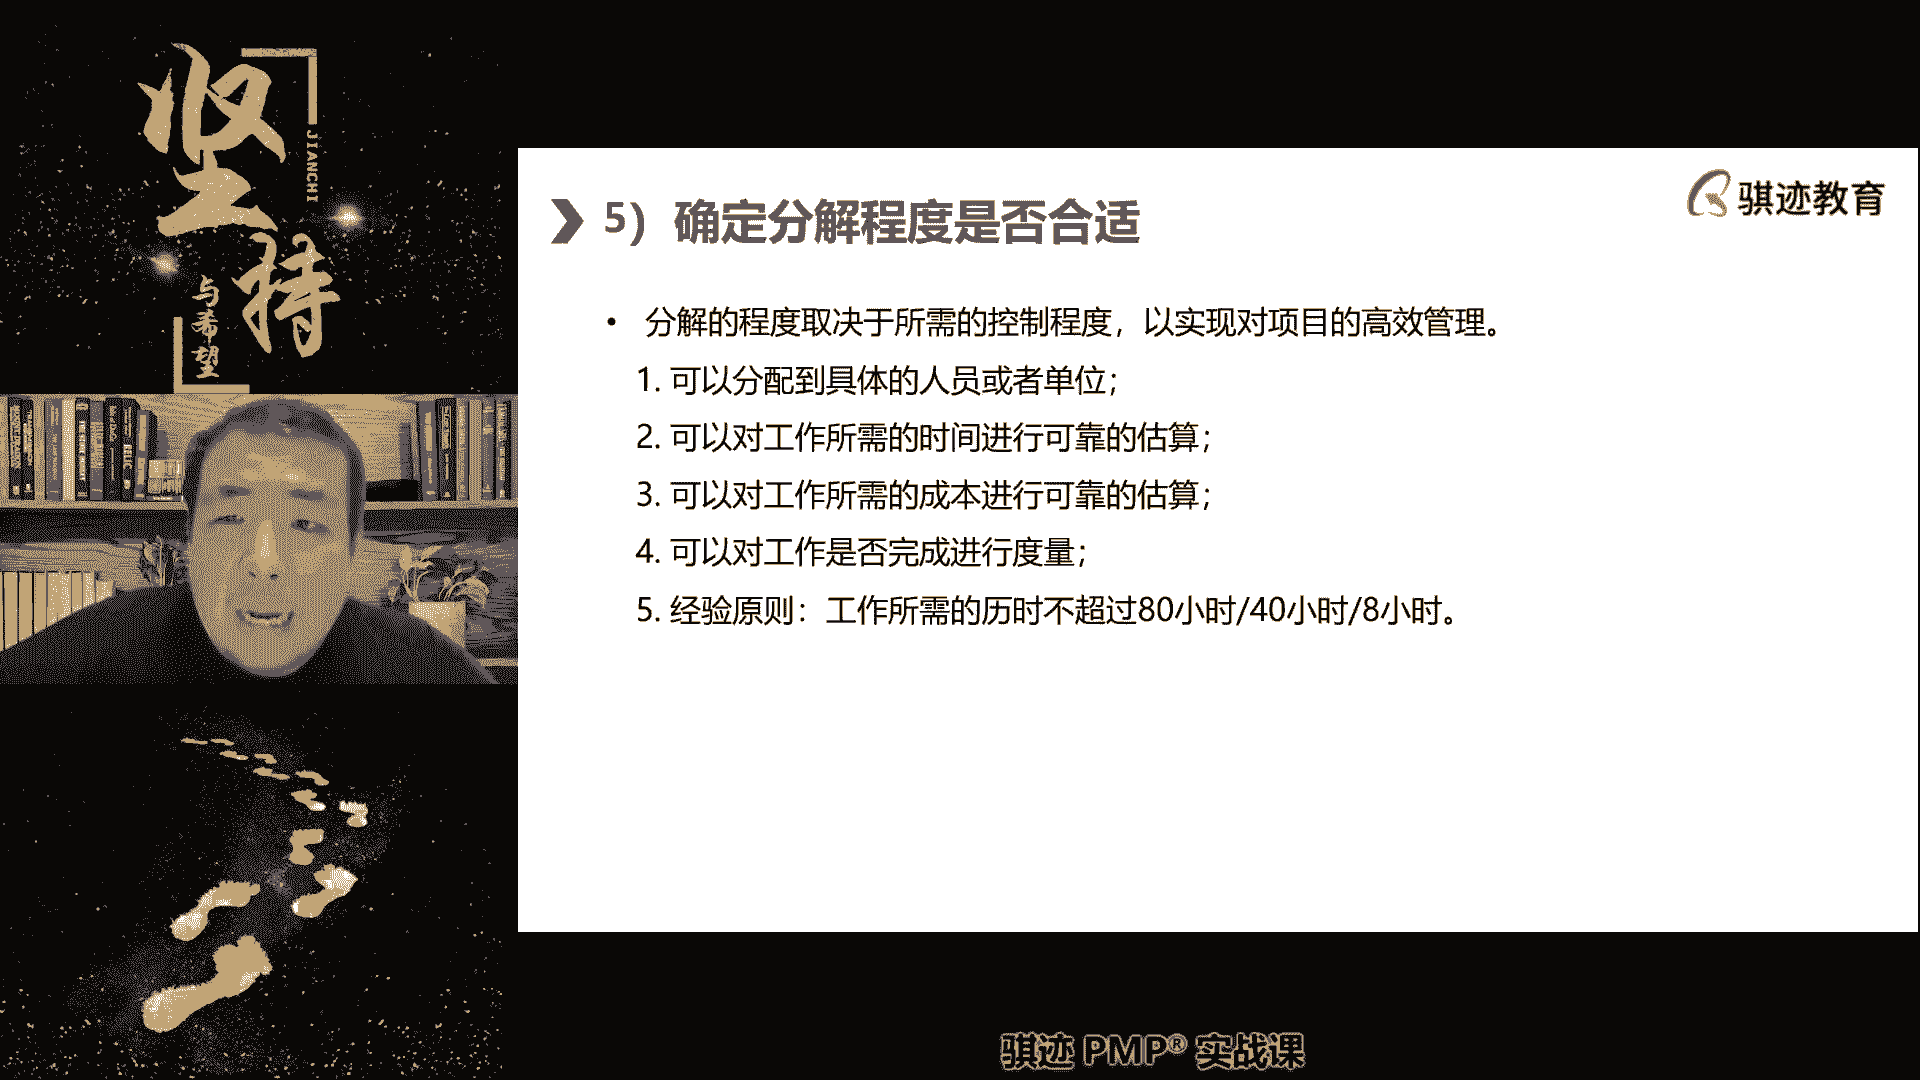 坚持
JIANCHI
与希望
骐迹教育
5）确定分解程度是否合适
• 分解的程度取决于所需的控制程度，以实现对项目的高效管理。
1. 可以分配到具体的人员或者单位；
2. 可以对工作所需的时间进行可靠的估算；
3. 可以对工作所需的成本进行可靠的估算；
4. 可以对工作是否完成进行度量；
5. 经验原则：工作所需的历时不超过80小时/40小时/8小时。
骐迹 PMP® 实战课